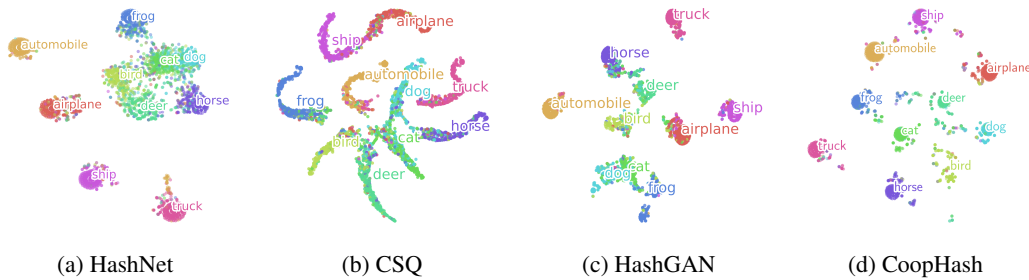 frog
automobile
cat
dog
bird
airplane
deer
horse
ship
truck
(a) HashNet
airplane
ship
automobile
dog
truck
frog
horse
bird
cat
deer
(b) CSQ
truck
horse
deer
automobile
ship
bird
airplane
cat
dog
frog
(c) HashGAN
ship
automobile
airplane
frog
deer
cat
dog
truck
bird
horse
(d) CoopHash